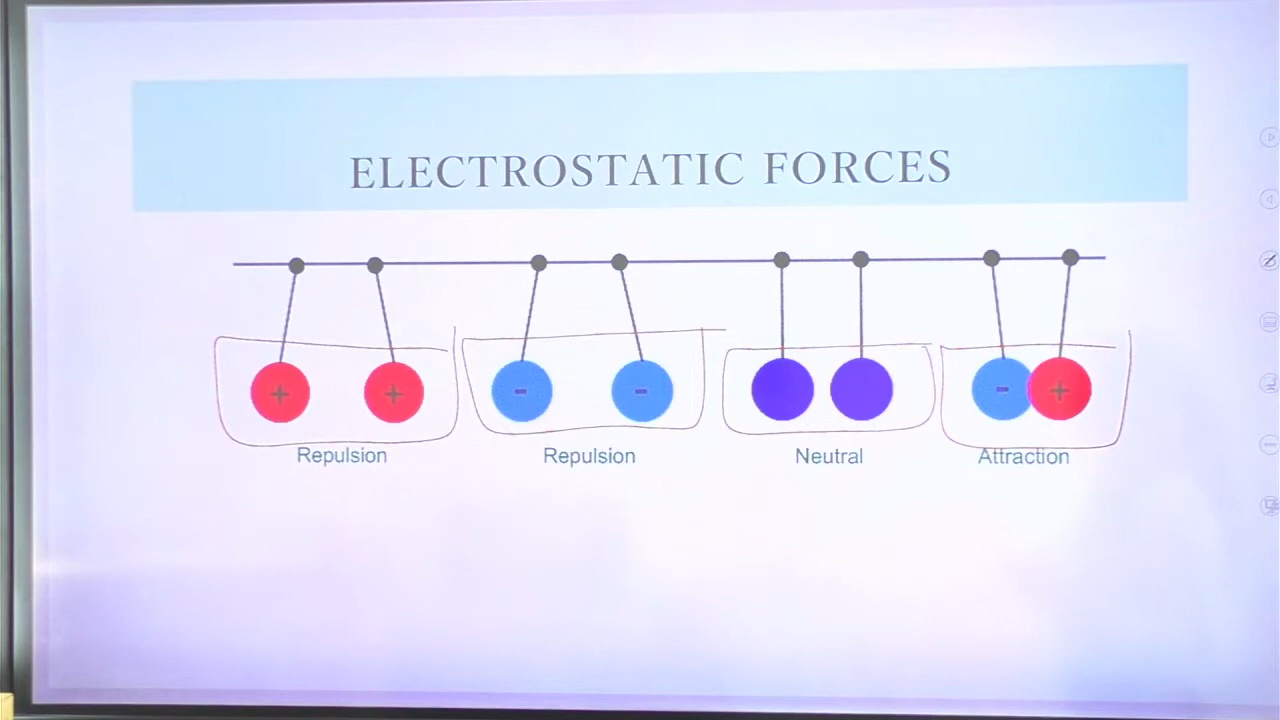 ELECTROSTATIC FORCES
+ + - - - +
Repulsion Repulsion Neutral Attraction